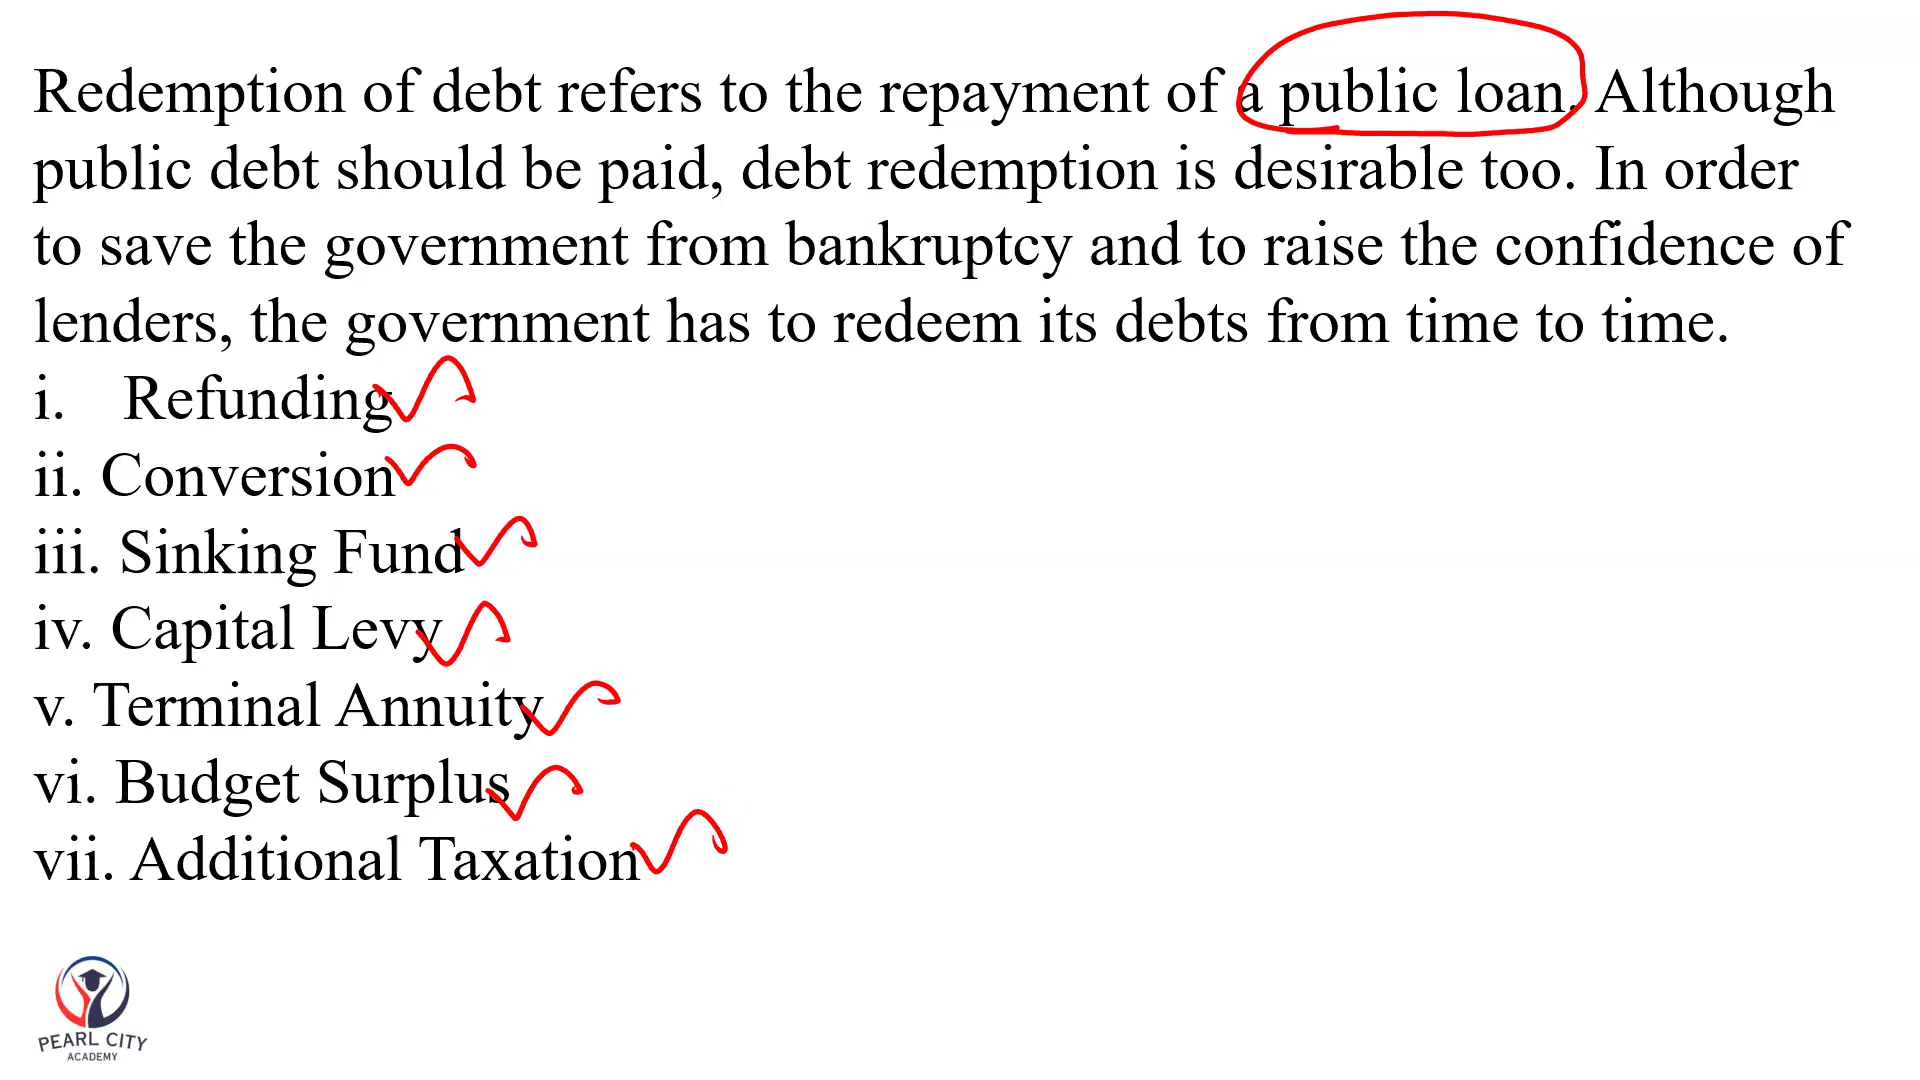 Redemption of debt refers to the repayment of a public loan. Although
public debt should be paid, debt redemption is desirable too. In order
to save the government from bankruptcy and to raise the confidence of
lenders, the government has to redeem its debts from time to time.
i. Refunding
ii. Conversion
iii. Sinking Fund
iv. Capital Levy
v. Terminal Annuity
vi. Budget Surplus
vii. Additional Taxation
PEARL CITY
ACADEMY